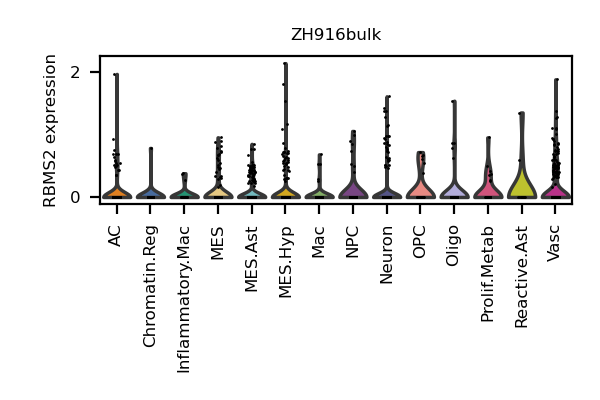 ZH916bulk
RBMS2 expression
2
0
AC
Chromatin.Reg
Inflammatory.Mac
MES
MES.Ast
MES.Hyp
Mac
NPC
Neuron
OPC
Oligo
Prolif.Metab
Reactive.Ast
Vasc